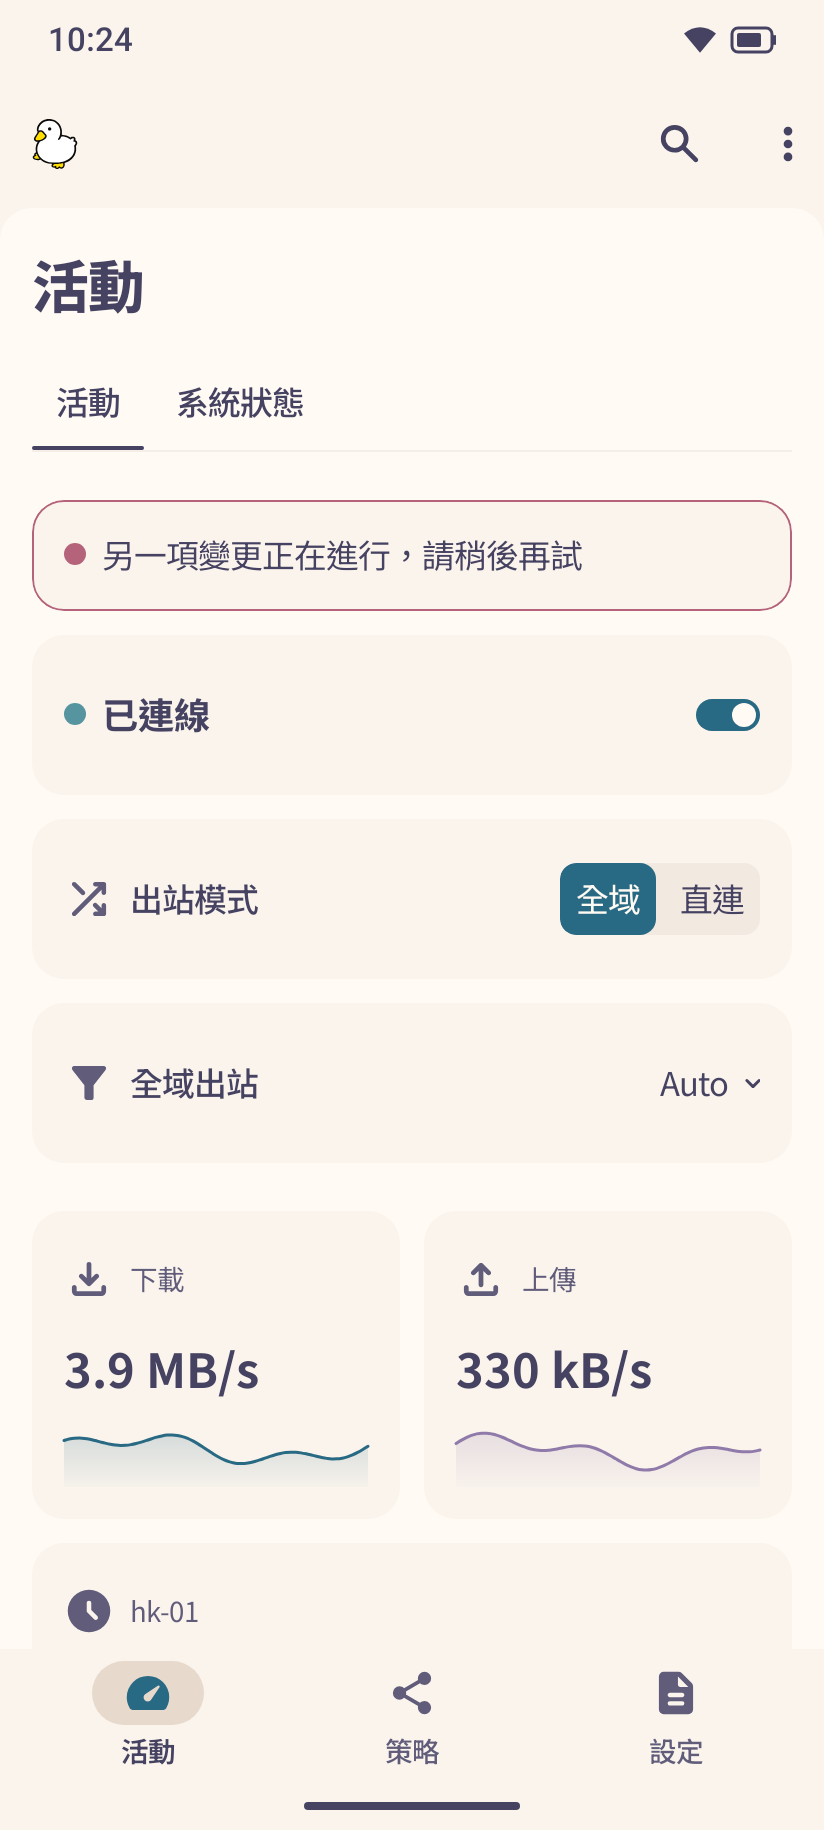 10:24
活動
活動
系統狀態
另一項變更正在進行，請稍後再試
已連線
出站模式
全域
直連
全域出站
Auto
下載
上傳
3.9 MB/s
330 kB/s
hk-01
活動
策略
設定